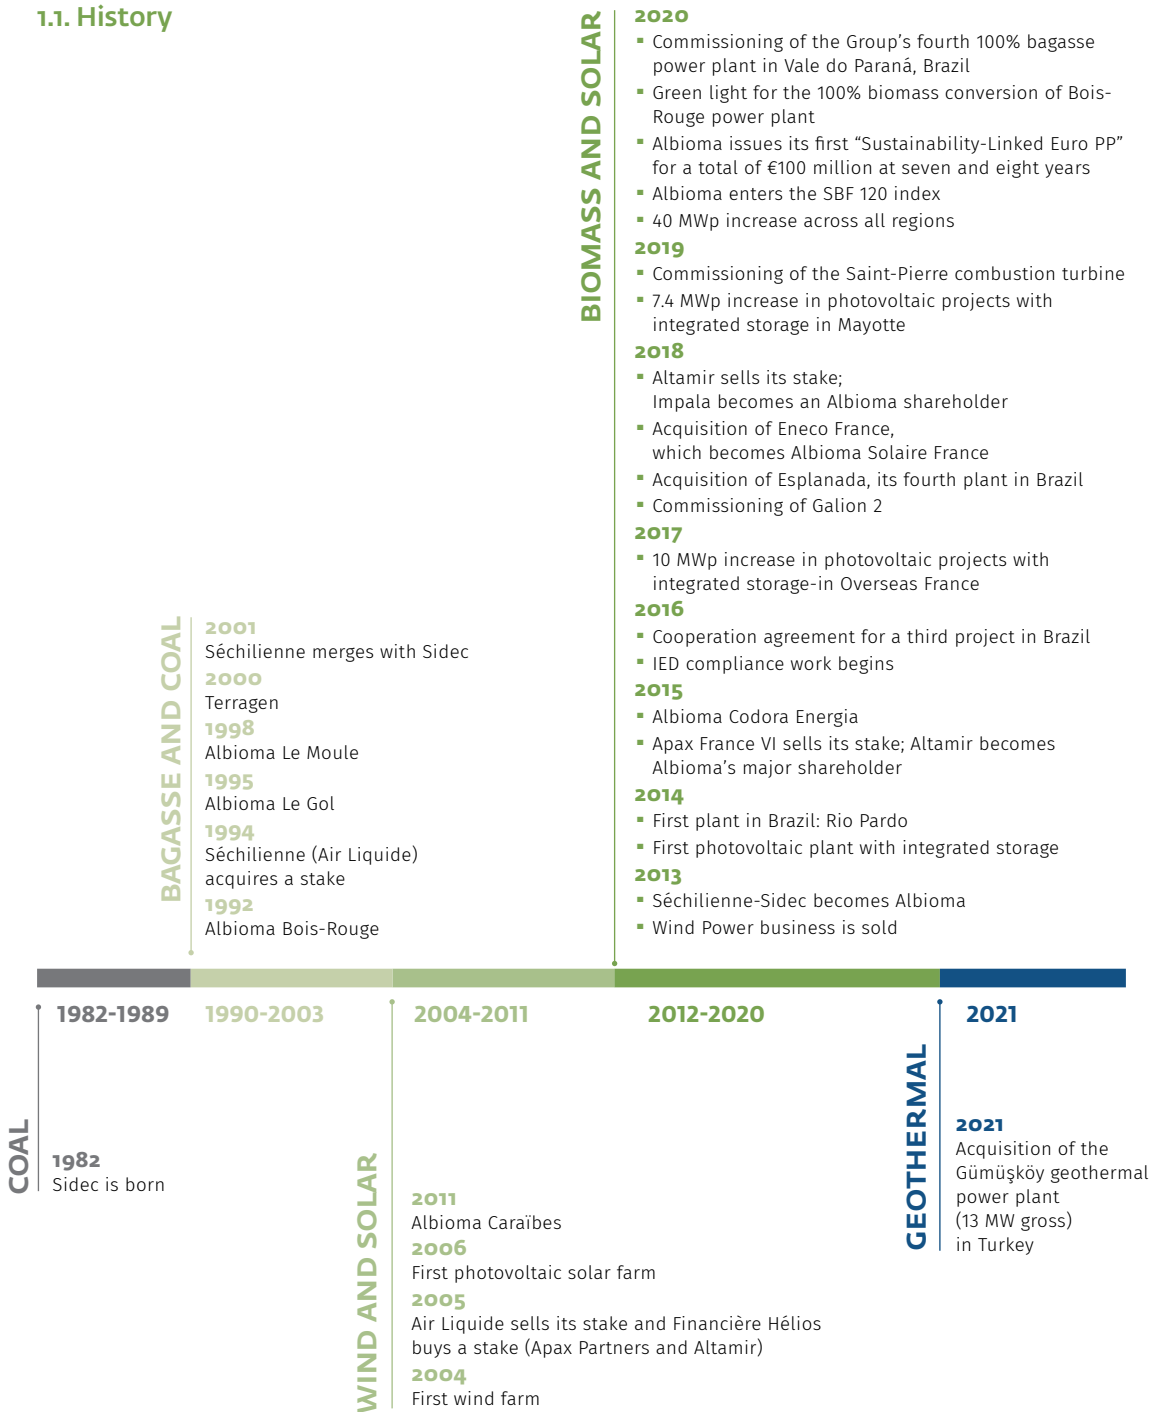 1.1. History
BIOMASS AND SOLAR
2020
▪ Commissioning of the Group’s fourth 100% bagasse
power plant in Vale do Paraná, Brazil
▪ Green light for the 100% biomass conversion of Bois-
Rouge power plant
▪ Albioma issues its first “Sustainability-Linked Euro PP”
for a total of €100 million at seven and eight years
▪ Albioma enters the SBF 120 index
▪ 40 MWp increase across all regions
2019
▪ Commissioning of the Saint-Pierre combustion turbine
▪ 7.4 MWp increase in photovoltaic projects with
integrated storage in Mayotte
2018
▪ Altamir sells its stake;
Impala becomes an Albioma shareholder
▪ Acquisition of Eneco France,
which becomes Albioma Solaire France
▪ Acquisition of Esplanada, its fourth plant in Brazil
▪ Commissioning of Galion 2
2017
▪ 10 MWp increase in photovoltaic projects with
integrated storage-in Overseas France
2016
▪ Cooperation agreement for a third project in Brazil
▪ IED compliance work begins
2015
▪ Albioma Codora Energia
▪ Apax France VI sells its stake; Altamir becomes
Albioma’s major shareholder
2014
▪ First plant in Brazil: Rio Pardo
▪ First photovoltaic plant with integrated storage
2013
▪ Séchilienne-Sidec becomes Albioma
▪ Wind Power business is sold
BAGASSE AND COAL
2001
Séchilienne merges with Sidec
2000
Terragen
1998
Albioma Le Moule
1995
Albioma Le Gol
1994
Séchilienne (Air Liquide)
acquires a stake
1992
Albioma Bois-Rouge
1982-1989
1990-2003
2004-2011
2012-2020
2021
COAL
1982
Sidec is born
WIND AND SOLAR
2011
Albioma Caraïbes
2006
First photovoltaic solar farm
2005
Air Liquide sells its stake and Financière Hélios
buys a stake (Apax Partners and Altamir)
2004
First wind farm
GEOTHERMAL
2021
Acquisition of the
Gümüşköy geothermal
power plant
(13 MW gross)
in Turkey